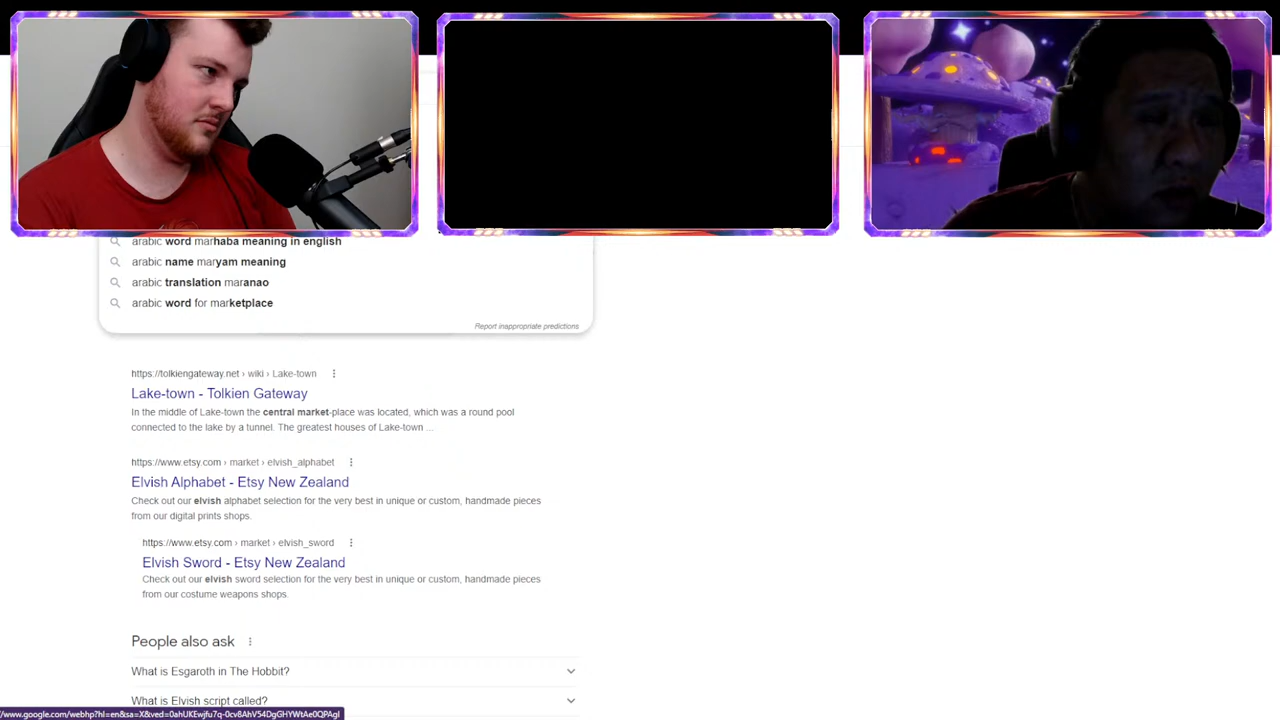 arabic word marhaba meaning in english
arabic name maryam meaning
arabic translation maranao
arabic word for marketplace
Report inappropriate predictions
https://tolkiengateway.net › wiki › Lake-town
Lake-town - Tolkien Gateway
In the middle of Lake-town the central market-place was located, which was a round pool
connected to the lake by a tunnel. The greatest houses of Lake-town ...
https://www.etsy.com › market › elvish_alphabet
Elvish Alphabet - Etsy New Zealand
Check out our elvish alphabet selection for the very best in unique or custom, handmade pieces
from our digital prints shops.
https://www.etsy.com › market › elvish_sword
Elvish Sword - Etsy New Zealand
Check out our elvish sword selection for the very best in unique or custom, handmade pieces
from our costume weapons shops.
People also ask
What is Esgaroth in The Hobbit?
What is Elvish script called?